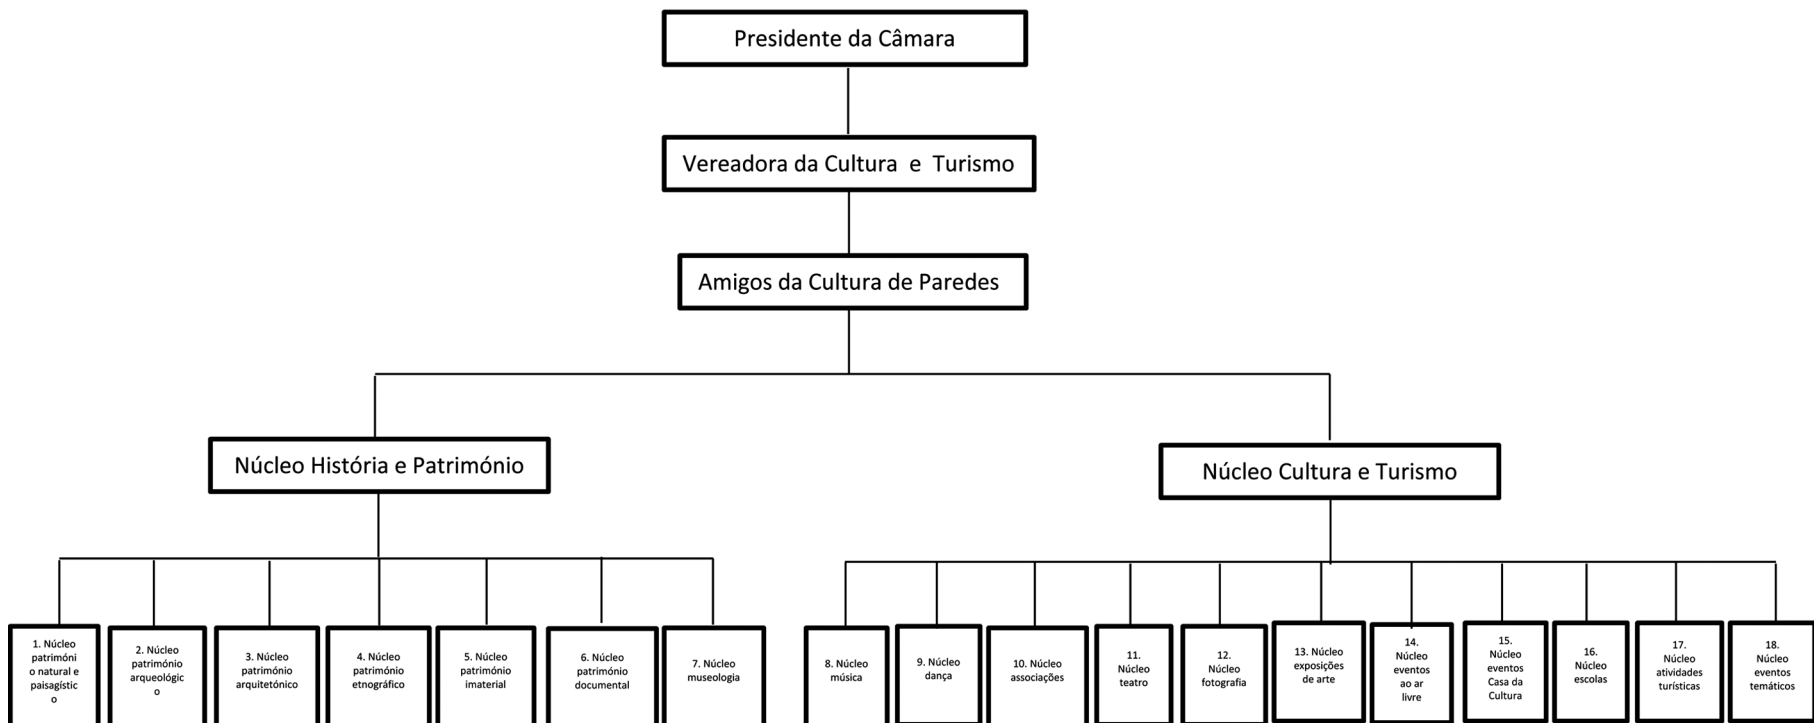 Presidente da Câmara
Vereadora da Cultura  e  Turismo
Amigos da Cultura de Paredes
Núcleo História e Património
Núcleo Cultura e Turismo
1. Núcleo
patrimóni
o natural e
paisagístic
o
2. Núcleo
património
arqueológic
o
3. Núcleo
património
arquitetónico
4. Núcleo
património
etnográfico
5. Núcleo
património
imaterial
6. Núcleo
património
documental
7. Núcleo
museologia
8. Núcleo
música
9. Núcleo
dança
10. Núcleo
associações
11.
Núcleo
teatro
12.
Núcleo
fotografia
13. Núcleo
exposições
de arte
14.
Núcleo
eventos
ao ar
livre
15.
Núcleo
eventos
Casa da
Cultura
16.
Núcleo
escolas
17.
Núcleo
atividades
turísticas
18.
Núcleo
eventos
temáticos